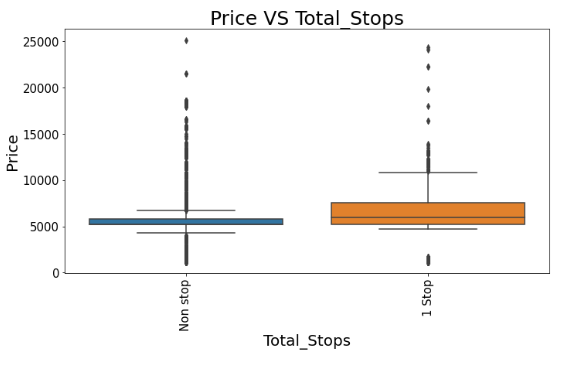 Price VS Total_Stops
25000
20000
15000
10000
5000
0
Price
Non stop
1 Stop
Total_Stops